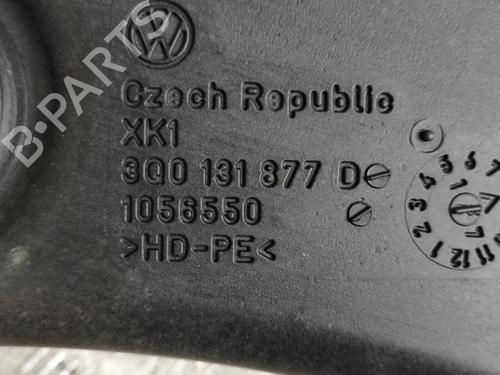 B-PARTS
Czech Republic
XK1
3Q0 131 877 D
1056550
>HD-PE<